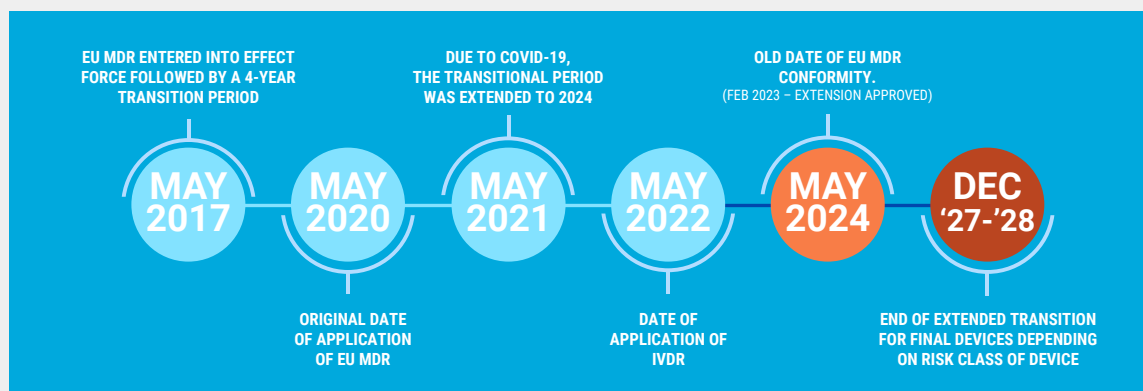 EU MDR ENTERED INTO EFFECT
FORCE FOLLOWED BY A 4-YEAR
TRANSITION PERIOD
DUE TO COVID-19,
THE TRANSITIONAL PERIOD
WAS EXTENDED TO 2024
OLD DATE OF EU MDR
CONFORMITY.
(FEB 2023 – EXTENSION APPROVED)
MAY
2017
MAY
2020
MAY
2021
MAY
2022
MAY
2024
DEC
‘27-’28
ORIGINAL DATE
OF APPLICATION
OF EU MDR
DATE OF
APPLICATION OF
IVDR
END OF EXTENDED TRANSITION
FOR FINAL DEVICES DEPENDING
ON RISK CLASS OF DEVICE